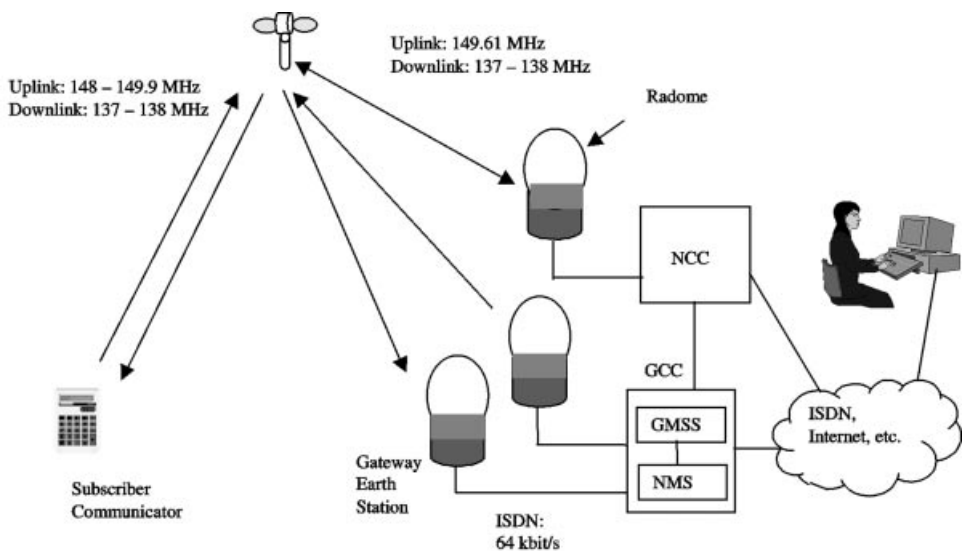 Uplink: 149.61 MHz
Downlink: 137 – 138 MHz
Uplink: 148 – 149.9 MHz
Downlink: 137 – 138 MHz
Radome
NCC
GCC
GMSS
NMS
ISDN,
Internet, etc.
Gateway
Earth
Station
Subscriber
Communicator
ISDN:
64 kbit/s